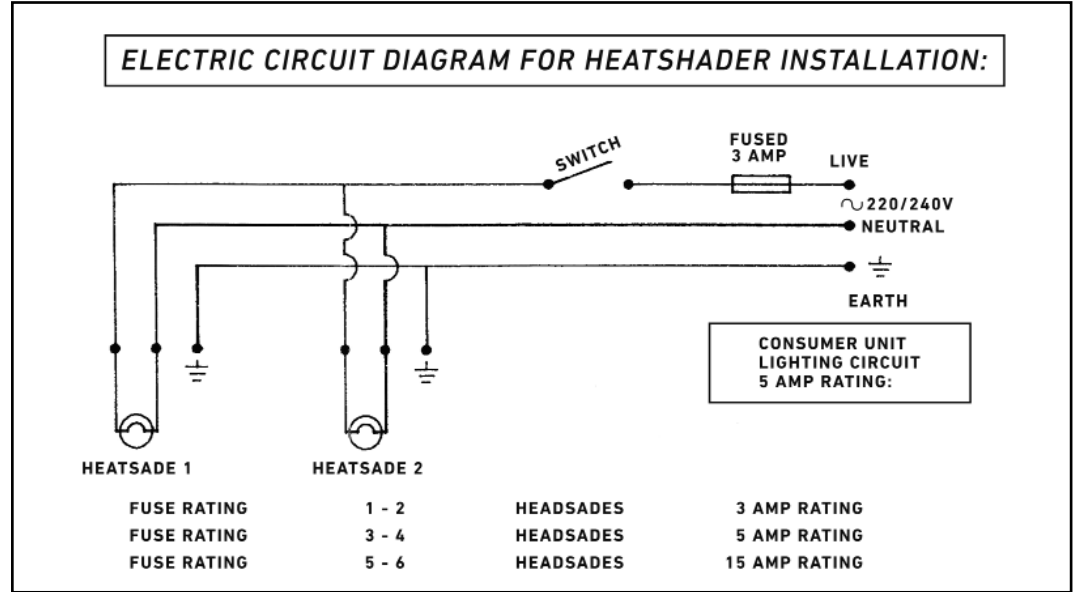 ELECTRIC CIRCUIT DIAGRAM FOR HEATSHADER INSTALLATION:
SWITCH
FUSED
3 AMP
LIVE
220/240V
NEUTRAL
EARTH
CONSUMER UNIT
LIGHTING CIRCUIT
5 AMP RATING:
HEATSADE 1
HEATSADE 2
FUSE RATING 1 - 2 HEADSADES 3 AMP RATING
FUSE RATING 3 - 4 HEADSADES 5 AMP RATING
FUSE RATING 5 - 6 HEADSADES 15 AMP RATING